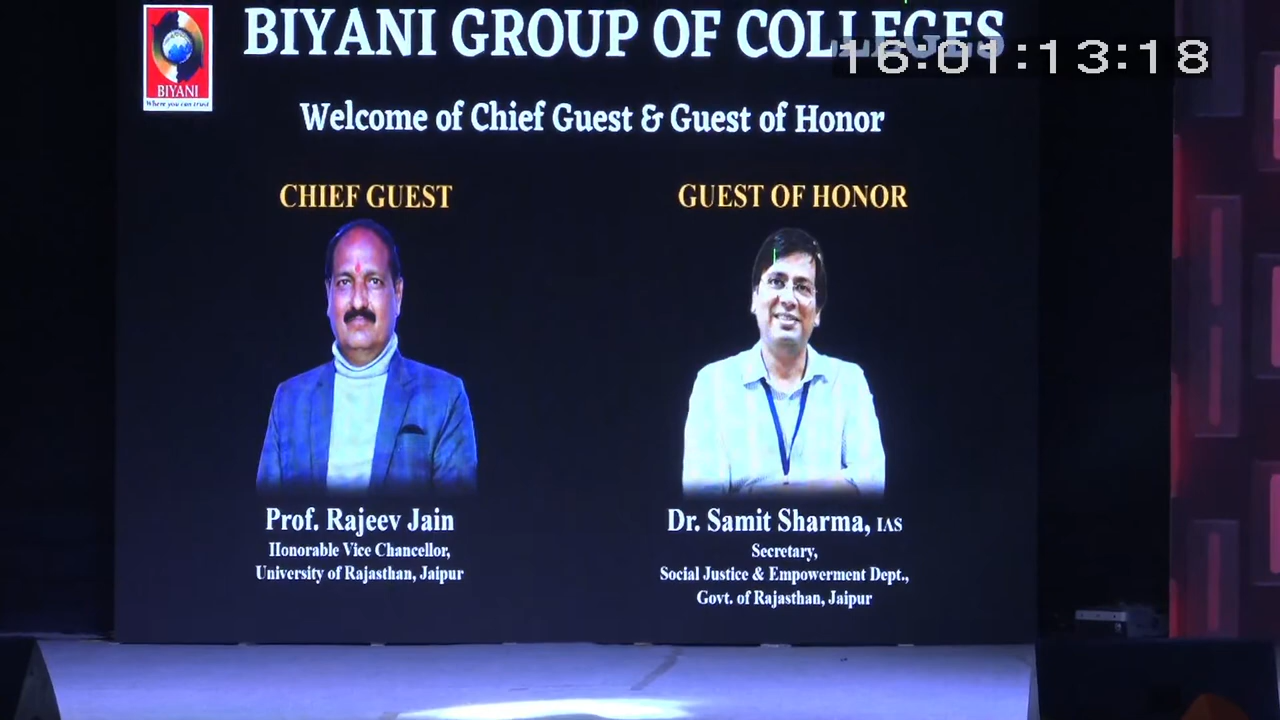 BIYANI GROUP OF COLLEGES
16:01:13:18
BIYANI
Where you can trust
Welcome of Chief Guest & Guest of Honor
CHIEF GUEST
GUEST OF HONOR
Prof. Rajeev Jain
Honorable Vice Chancellor,
University of Rajasthan, Jaipur
Dr. Samit Sharma, IAS
Secretary,
Social Justice & Empowerment Dept.,
Govt. of Rajasthan, Jaipur